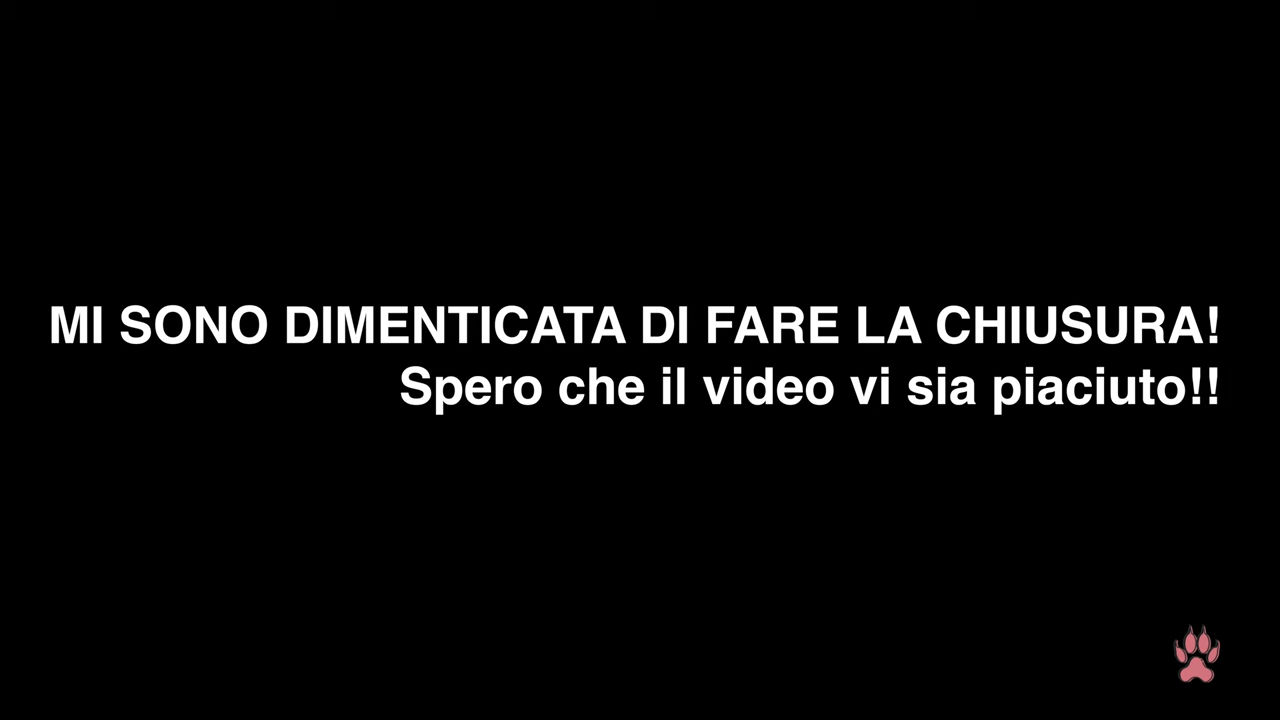 MI SONO DIMENTICATA DI FARE LA CHIUSURA!
Spero che il video vi sia piaciuto!!